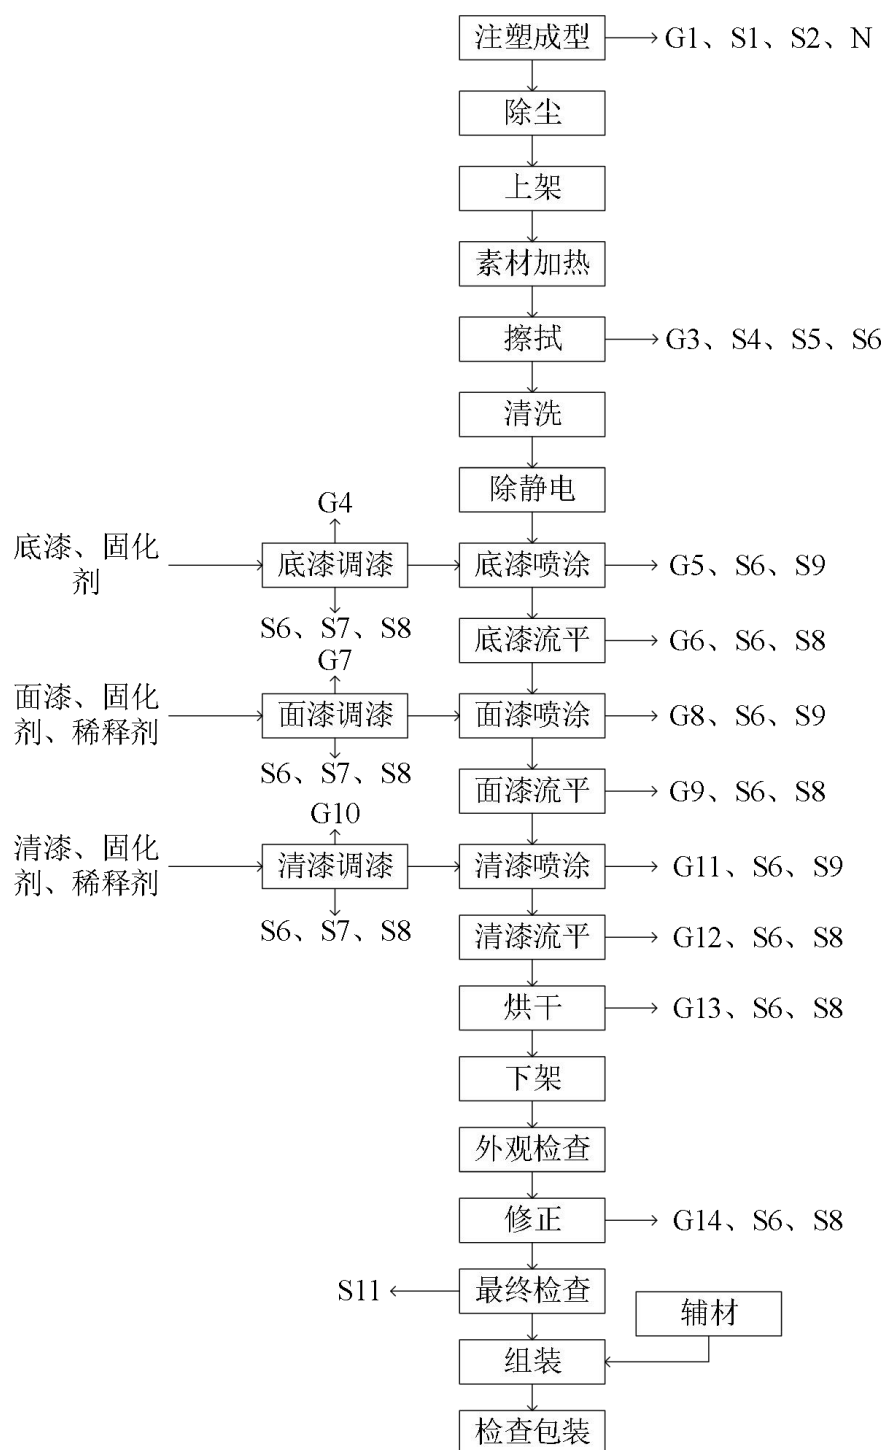 注塑成型
G1、S1、S2、N
除尘
上架
素材加热
擦拭
G3、S4、S5、S6
清洗
除静电
G4
底漆、固化
剂
底漆调漆
底漆喷涂
G5、S6、S9
S6、S7、S8
底漆流平
G6、S6、S8
G7
面漆、固化
剂、稀释剂
面漆调漆
面漆喷涂
G8、S6、S9
S6、S7、S8
面漆流平
G9、S6、S8
G10
清漆、固化
剂、稀释剂
清漆调漆
清漆喷涂
G11、S6、S9
S6、S7、S8
清漆流平
G12、S6、S8
烘干
G13、S6、S8
下架
外观检查
修正
G14、S6、S8
S11
最终检查
辅材
组装
检查包装